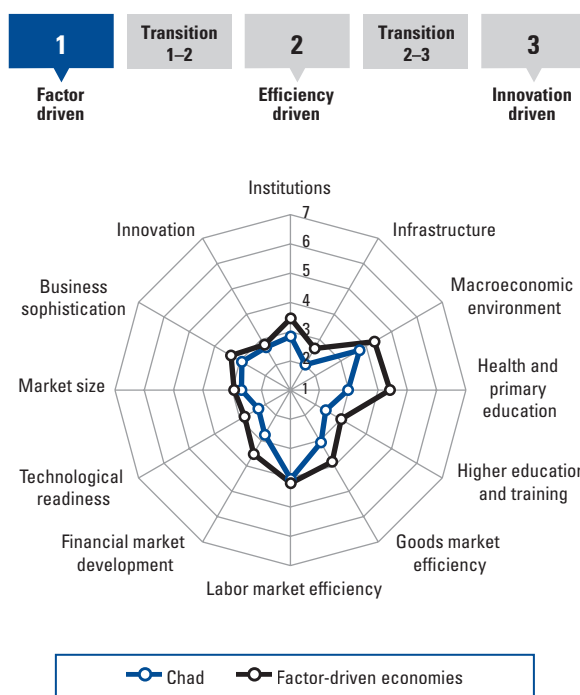 1
Transition
1–2
2
Transition
2–3
3
Factor
driven
Efficiency
driven
Innovation
driven
Institutions
7
Innovation
Infrastructure
6
5
Business
sophistication
Macroeconomic
environment
4
3
2
Market size
1
Health and
primary
education
Technological
readiness
Higher education
and training
Financial market
development
Goods market
efficiency
Labor market efficiency
Chad
Factor-driven economies